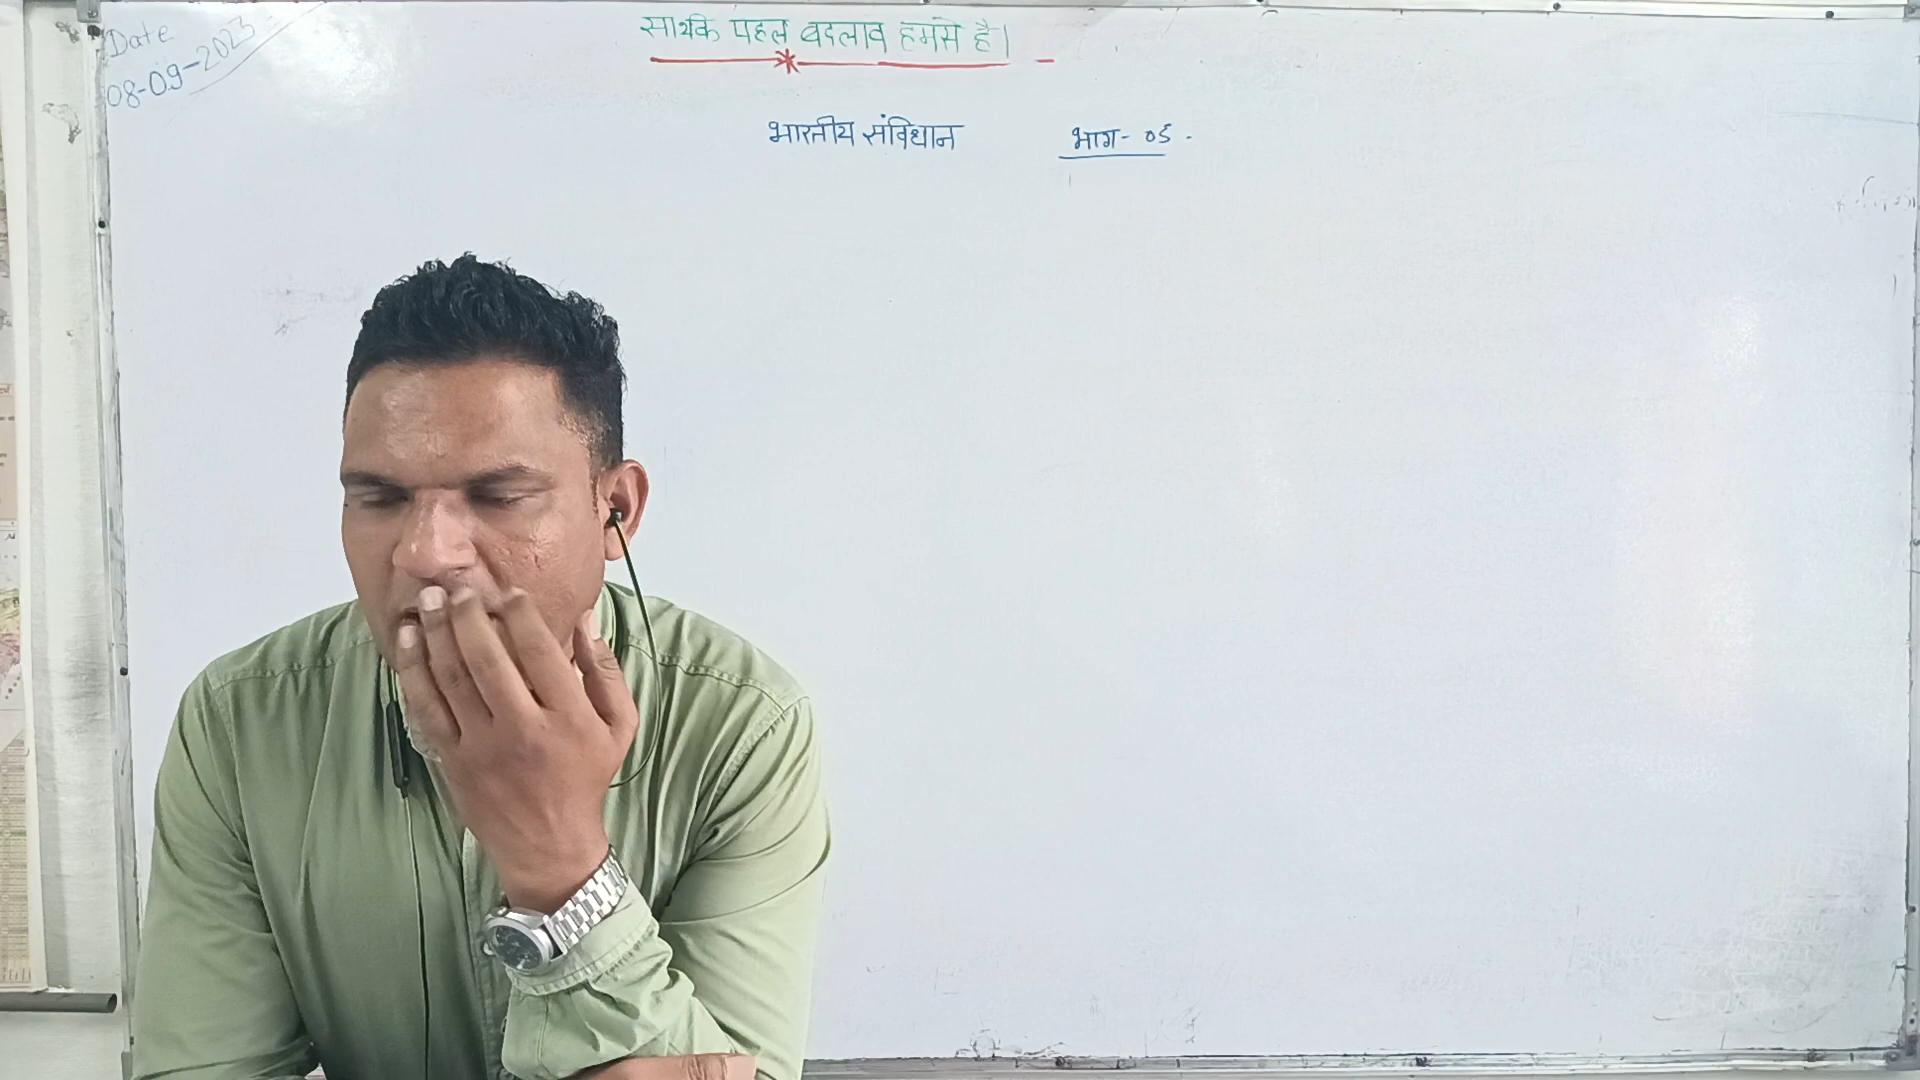 Date
08-09-2023
सार्थक पहल बदलाव हमसे है।
भारतीय संविधान भाग- 05